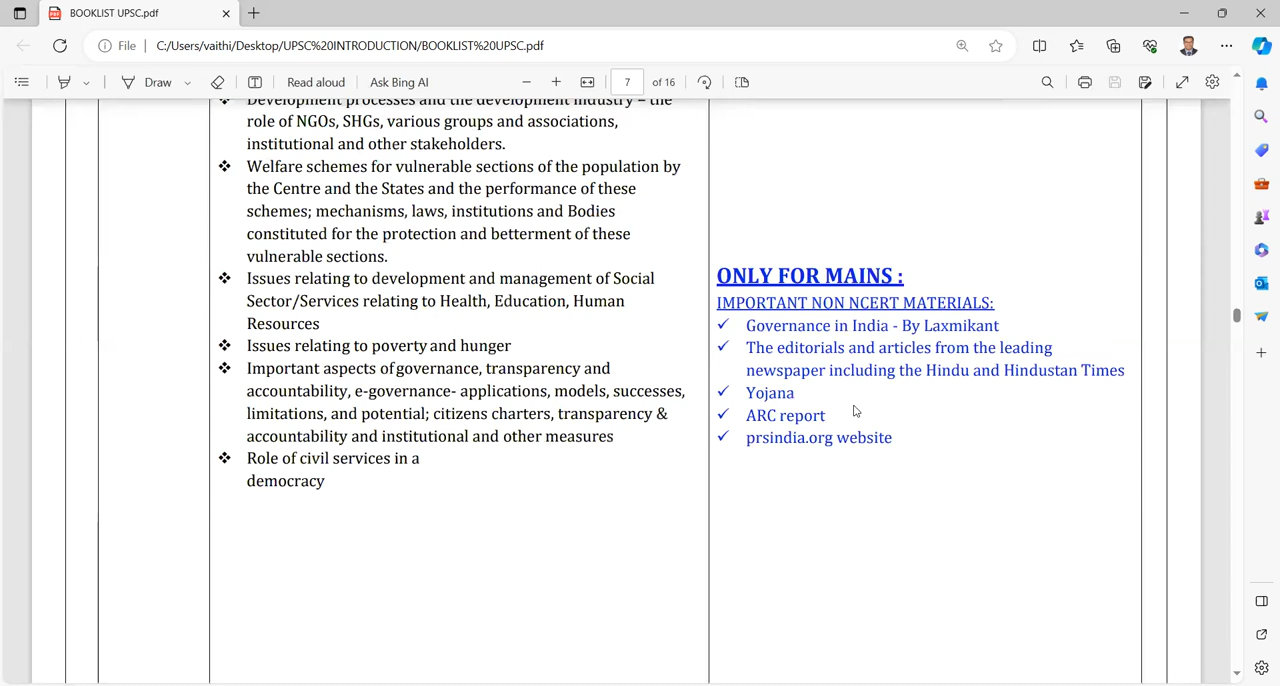 BOOKLIST UPSC.pdf
File
C:/Users/vaithi/Desktop/UPSC%20INTRODUCTION/BOOKLIST%20UPSC.pdf
Draw
Read aloud
Ask Bing AI
7 of 16
❖ Development processes and the development industry – the
role of NGOs, SHGs, various groups and associations,
institutional and other stakeholders.
❖ Welfare schemes for vulnerable sections of the population by
the Centre and the States and the performance of these
schemes; mechanisms, laws, institutions and Bodies
constituted for the protection and betterment of these
vulnerable sections.
❖ Issues relating to development and management of Social
Sector/Services relating to Health, Education, Human
Resources
❖ Issues relating to poverty and hunger
❖ Important aspects of governance, transparency and
accountability, e-governance- applications, models, successes,
limitations, and potential; citizens charters, transparency &
accountability and institutional and other measures
❖ Role of civil services in a
democracy
ONLY FOR MAINS :
IMPORTANT NON NCERT MATERIALS:
✓ Governance in India - By Laxmikant
✓ The editorials and articles from the leading
newspaper including the Hindu and Hindustan Times
✓ Yojana
✓ ARC report
✓ prsindia.org website